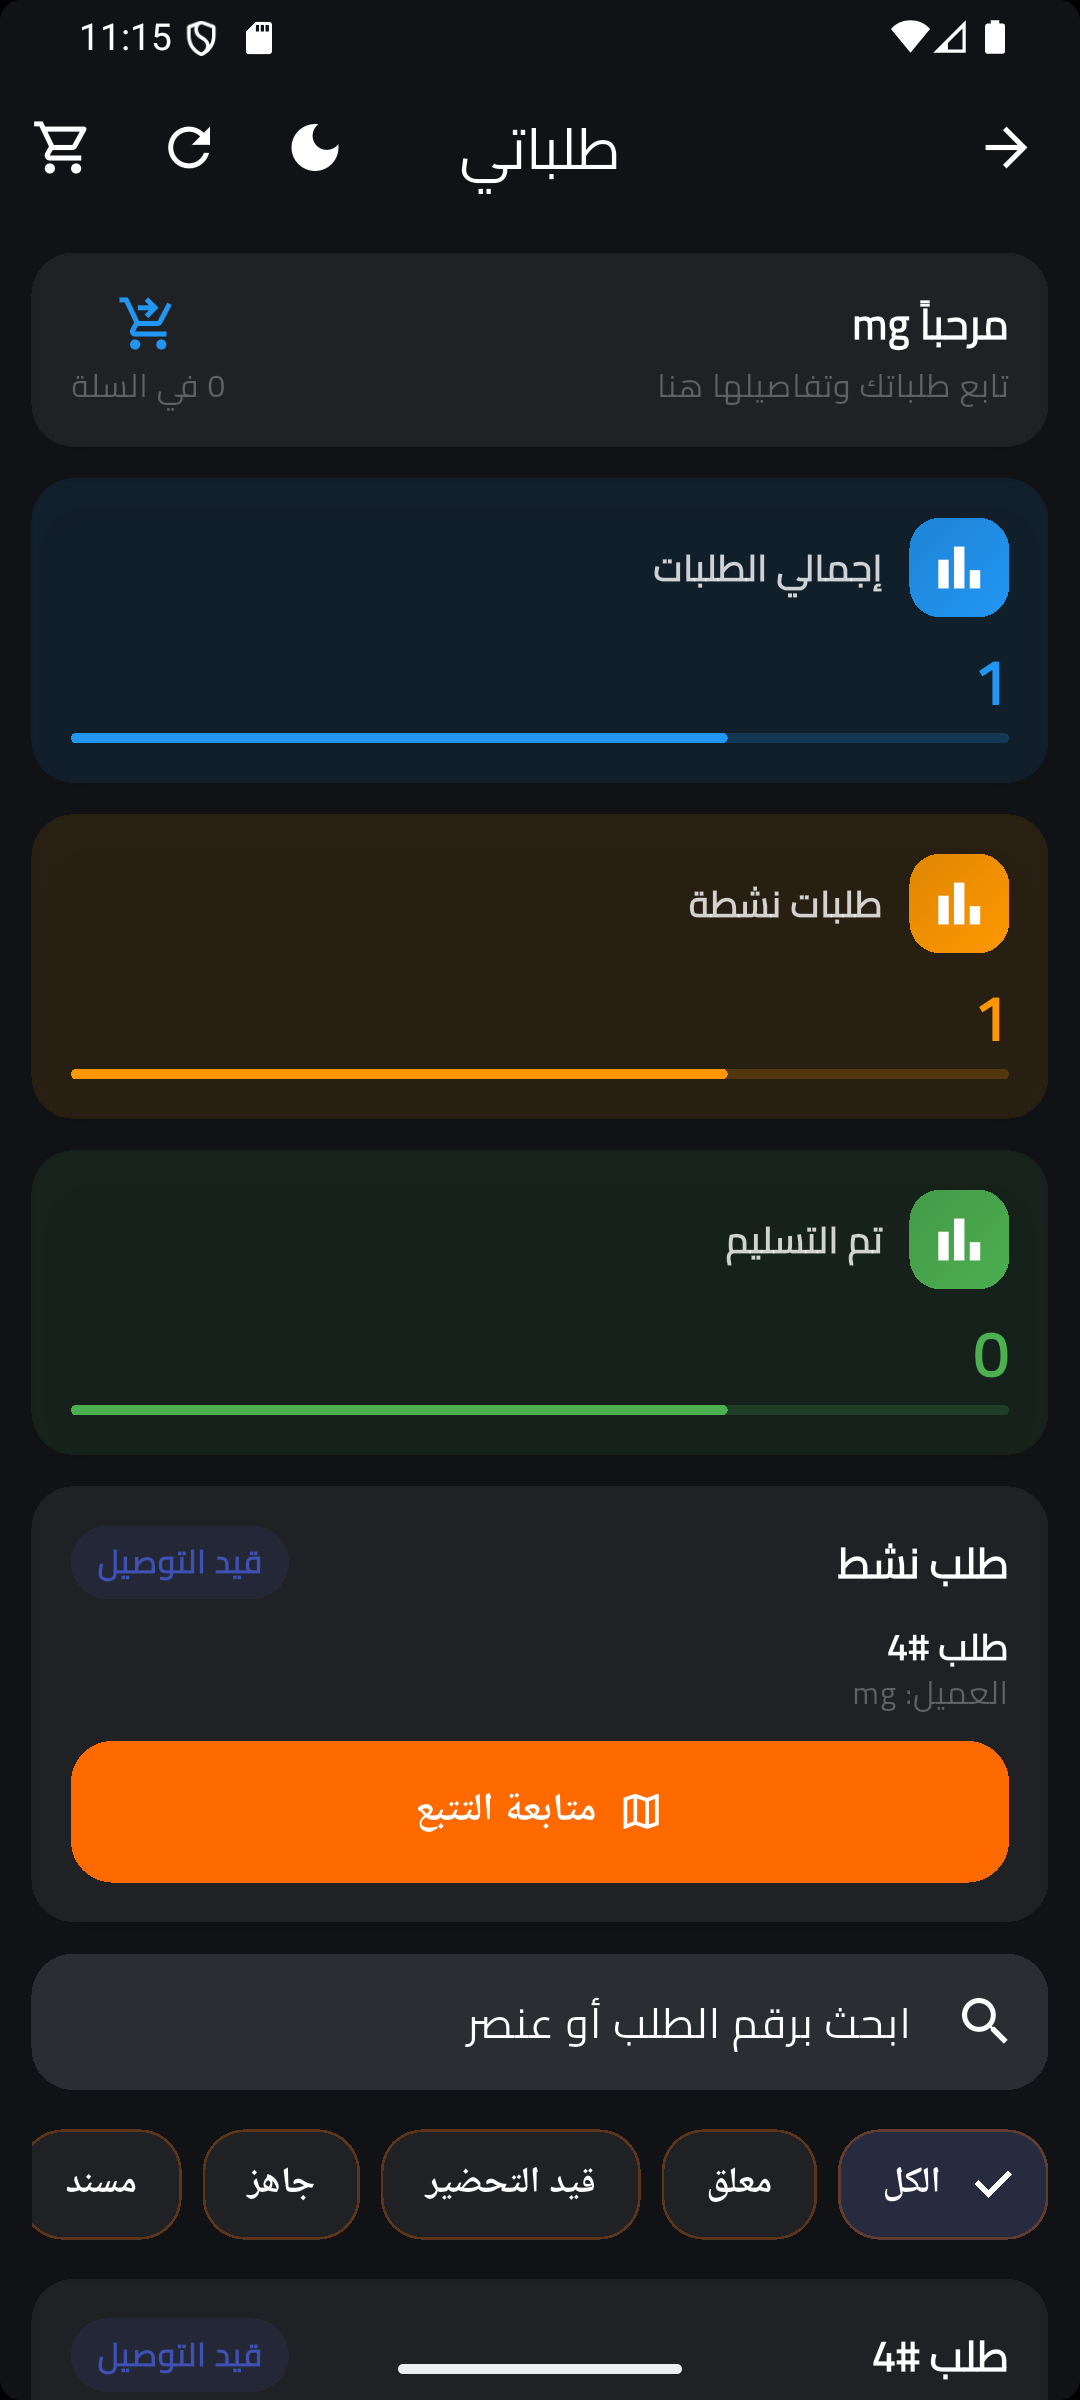 11:15
طلباتي
مرحباً mg
تابع طلباتك وتفاصيلها هنا
0 في السلة
إجمالي الطلبات
1
طلبات نشطة
1
تم التسليم
0
طلب نشط
قيد التوصيل
طلب #4
العميل: mg
متابعة التتبع
ابحث برقم الطلب أو عنصر
الكل
معلق
قيد التحضير
جاهز
مسند
طلب #4
قيد التوصيل